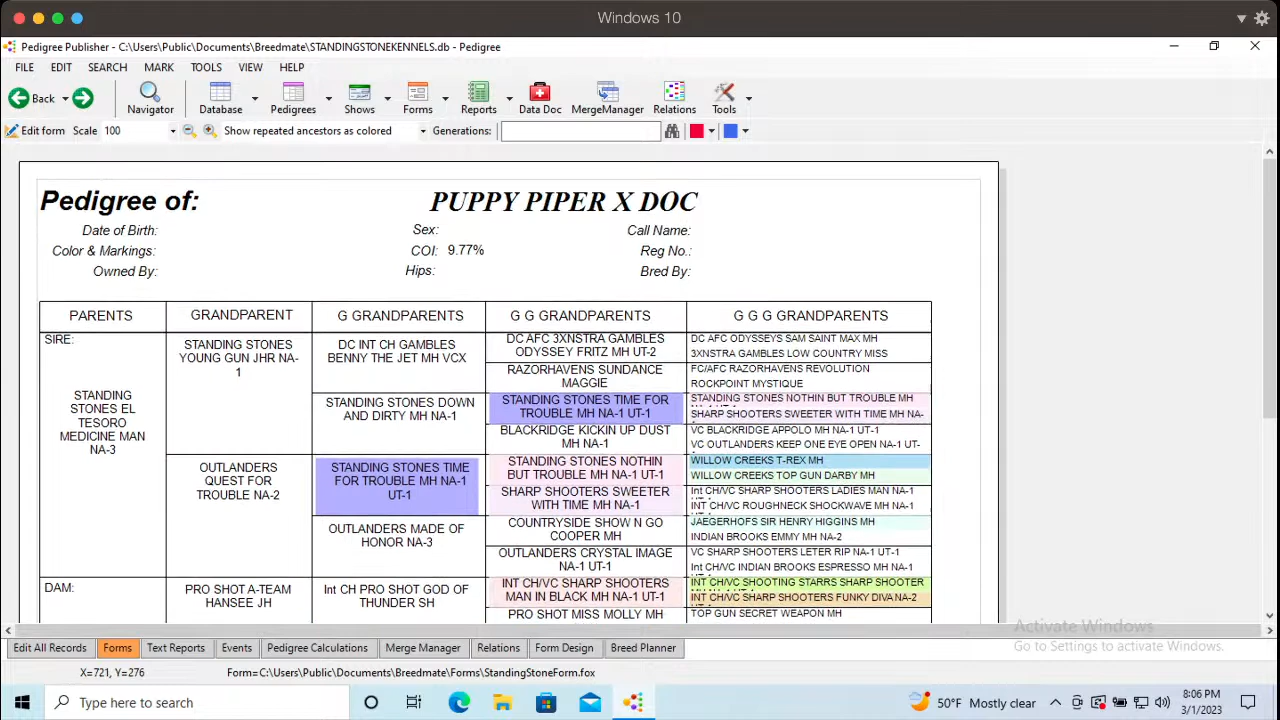 Windows 10
Pedigree Publisher - C:\Users\Public\Documents\Breedmate\STANDINGSTONEKENNELS.db - Pedigree
FILE EDIT SEARCH MARK TOOLS VIEW HELP
Back Navigator Database Pedigrees Shows Forms Reports Data Doc MergeManager Relations Tools
Edit form Scale 100 Show repeated ancestors as colored Generations:
Pedigree of: PUPPY PIPER X DOC
Date of Birth: Sex: Call Name:
Color & Markings: COI: 9.77% Reg No.:
Owned By: Hips: Bred By:
PARENTS GRANDPARENT G GRANDPARENTS G G GRANDPARENTS G G G GRANDPARENTS
SIRE:
STANDING
STONES EL
TESORO
MEDICINE MAN
NA-3
STANDING STONES
YOUNG GUN JHR NA-
1
OUTLANDERS
QUEST FOR
TROUBLE NA-2
DC INT CH GAMBLES
BENNY THE JET MH VCX
STANDING STONES DOWN
AND DIRTY MH NA-1
STANDING STONES TIME
FOR TROUBLE MH NA-1
UT-1
OUTLANDERS MADE OF
HONOR NA-3
DC AFC 3XNSTRA GAMBLES
ODYSSEY FRITZ MH UT-2
RAZORHAVENS SUNDANCE
MAGGIE
STANDING STONES TIME FOR
TROUBLE MH NA-1 UT-1
BLACKRIDGE KICKIN UP DUST
MH NA-1
STANDING STONES NOTHIN
BUT TROUBLE MH NA-1 UT-1
SHARP SHOOTERS SWEETER
WITH TIME MH NA-1
COUNTRYSIDE SHOW N GO
COOPER MH
OUTLANDERS CRYSTAL IMAGE
NA-1 UT-1
DC AFC ODYSSEYS SAM SAINT MAX MH
3XNSTRA GAMBLES LOW COUNTRY MISS
FC/AFC RAZORHAVENS REVOLUTION
ROCKPOINT MYSTIQUE
STANDING STONES NOTHIN BUT TROUBLE MH
SHARP SHOOTERS SWEETER WITH TIME MH NA-
VC BLACKRIDGE APPOLO MH NA-1 UT-1
VC OUTLANDERS KEEP ONE EYE OPEN NA-1 UT-
WILLOW CREEKS T-REX MH
WILLOW CREEKS TOP GUN DARBY MH
Int CH/VC SHARP SHOOTERS LADIES MAN NA-1
INT CH/VC ROUGHNECK SHOCKWAVE MH NA-1
JAEGERHOFS SIR HENRY HIGGINS MH
INDIAN BROOKS EMMY MH NA-2
VC SHARP SHOOTERS LETER RIP NA-1 UT-1
Int CH/VC INDIAN BROOKS ESPRESSO MH NA-1
DAM:
PRO SHOT A-TEAM
HANSEE JH
Int CH PRO SHOT GOD OF
THUNDER SH
INT CH/VC SHARP SHOOTERS
MAN IN BLACK MH NA-1 UT-1
PRO SHOT MISS MOLLY MH
INT CH/VC SHOOTING STARRS SHARP SHOOTER
INT CH/VC SHARP SHOOTERS FUNKY DIVA NA-2
TOP GUN SECRET WEAPON MH
Activate Windows
Go to Settings to activate Windows.
Edit All Records Forms Text Reports Events Pedigree Calculations Merge Manager Relations Form Design Breed Planner
X=721, Y=276 Form=C:\Users\Public\Documents\Breedmate\Forms\StandingStoneForm.fox
Type here to search 50°F Mostly clear 8:06 PM
3/1/2023